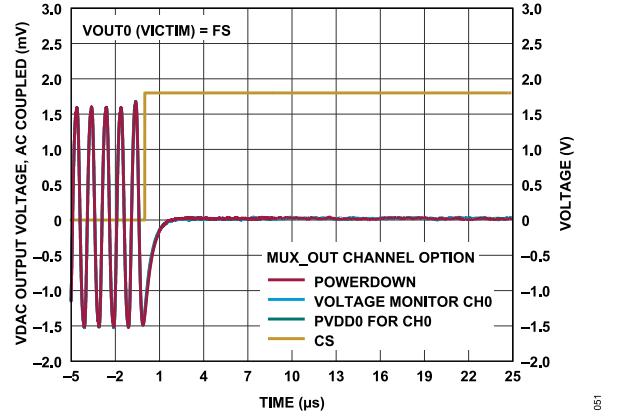 VOUT0 (VICTIM) = FS
VDAC OUTPUT VOLTAGE, AC COUPLED (mV)
3.0
2.5
2.0
1.5
1.0
0.5
0
–0.5
–1.0
–1.5
–2.0
3.0
2.5
2.0
1.5
1.0
0.5
0
–0.5
–1.0
–1.5
–2.0
VOLTAGE (V)
MUX_OUT CHANNEL OPTION
POWERDOWN
VOLTAGE MONITOR CH0
PVDD0 FOR CH0
CS
–5 –2 1 4 7 10 13 16 19 22 25
TIME (µs)
051